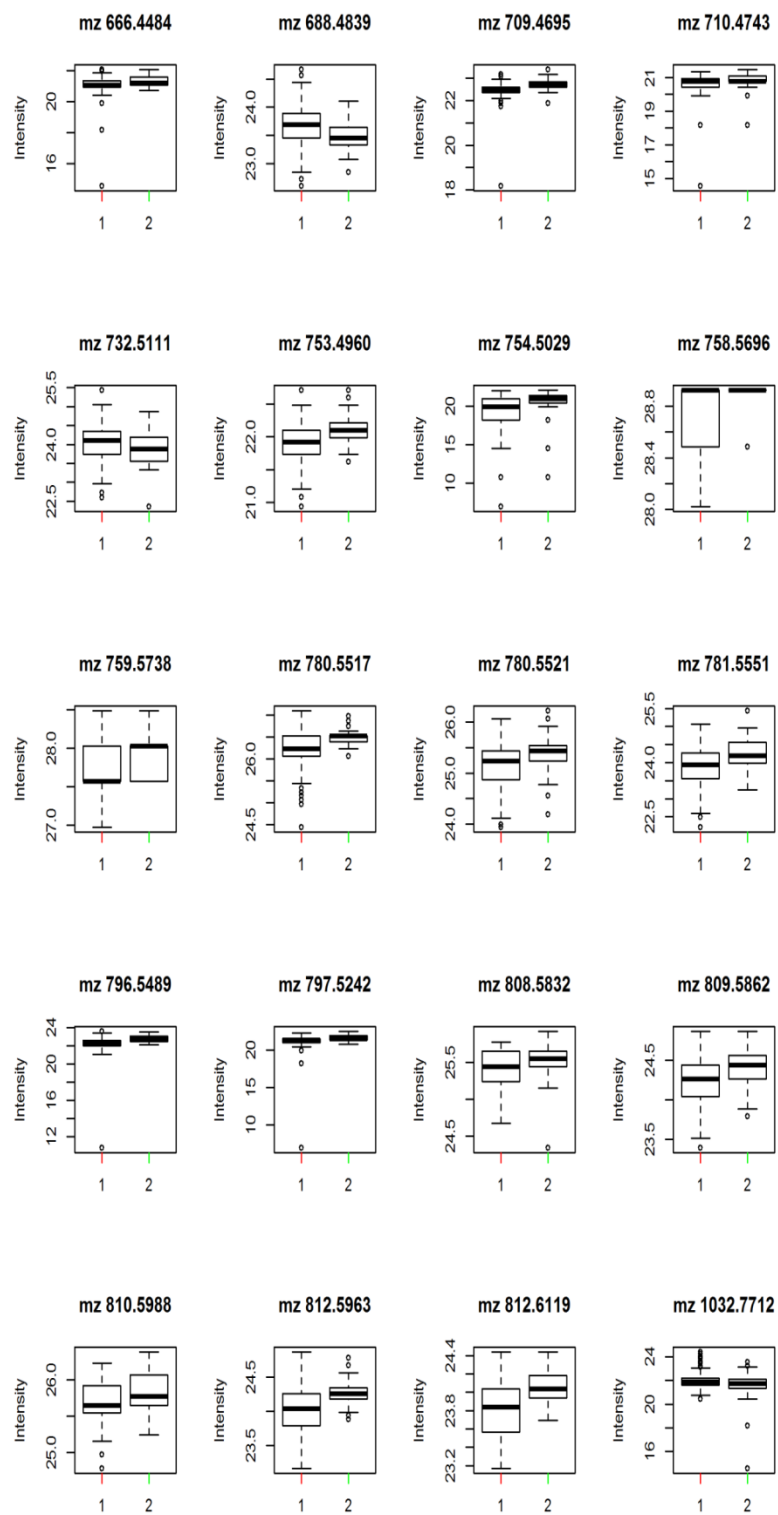 mz 666.4484
Intensity
20
16
1 2
mz 688.4839
Intensity
24.0
23.0
1 2
mz 709.4695
Intensity
22
20
18
1 2
mz 710.4743
Intensity
21
19
17
15
1 2
mz 732.5111
Intensity
25.5
24.0
22.5
1 2
mz 753.4960
Intensity
22.0
21.0
1 2
mz 754.5029
Intensity
20
15
10
1 2
mz 758.5696
Intensity
28.8
28.4
28.0
1 2
mz 759.5738
Intensity
28.0
27.0
1 2
mz 780.5517
Intensity
26.0
24.5
1 2
mz 780.5521
Intensity
26.0
25.0
24.0
1 2
mz 781.5551
Intensity
25.5
24.0
22.5
1 2
mz 796.5489
Intensity
24
20
16
12
1 2
mz 797.5242
Intensity
20
15
10
1 2
mz 808.5832
Intensity
25.5
24.5
1 2
mz 809.5862
Intensity
24.5
23.5
1 2
mz 810.5988
Intensity
26.0
25.0
1 2
mz 812.5963
Intensity
24.5
23.5
1 2
mz 812.6119
Intensity
24.4
23.8
23.2
1 2
mz 1032.7712
Intensity
24
22
20
16
1 2